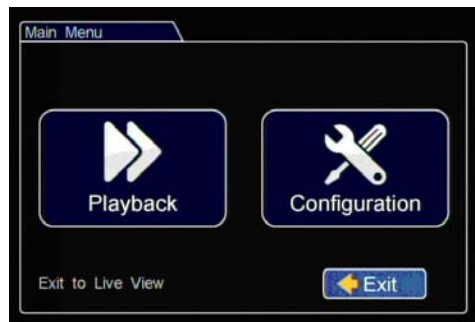 Main Menu
Playback
Configuration
Exit to Live View
Exit